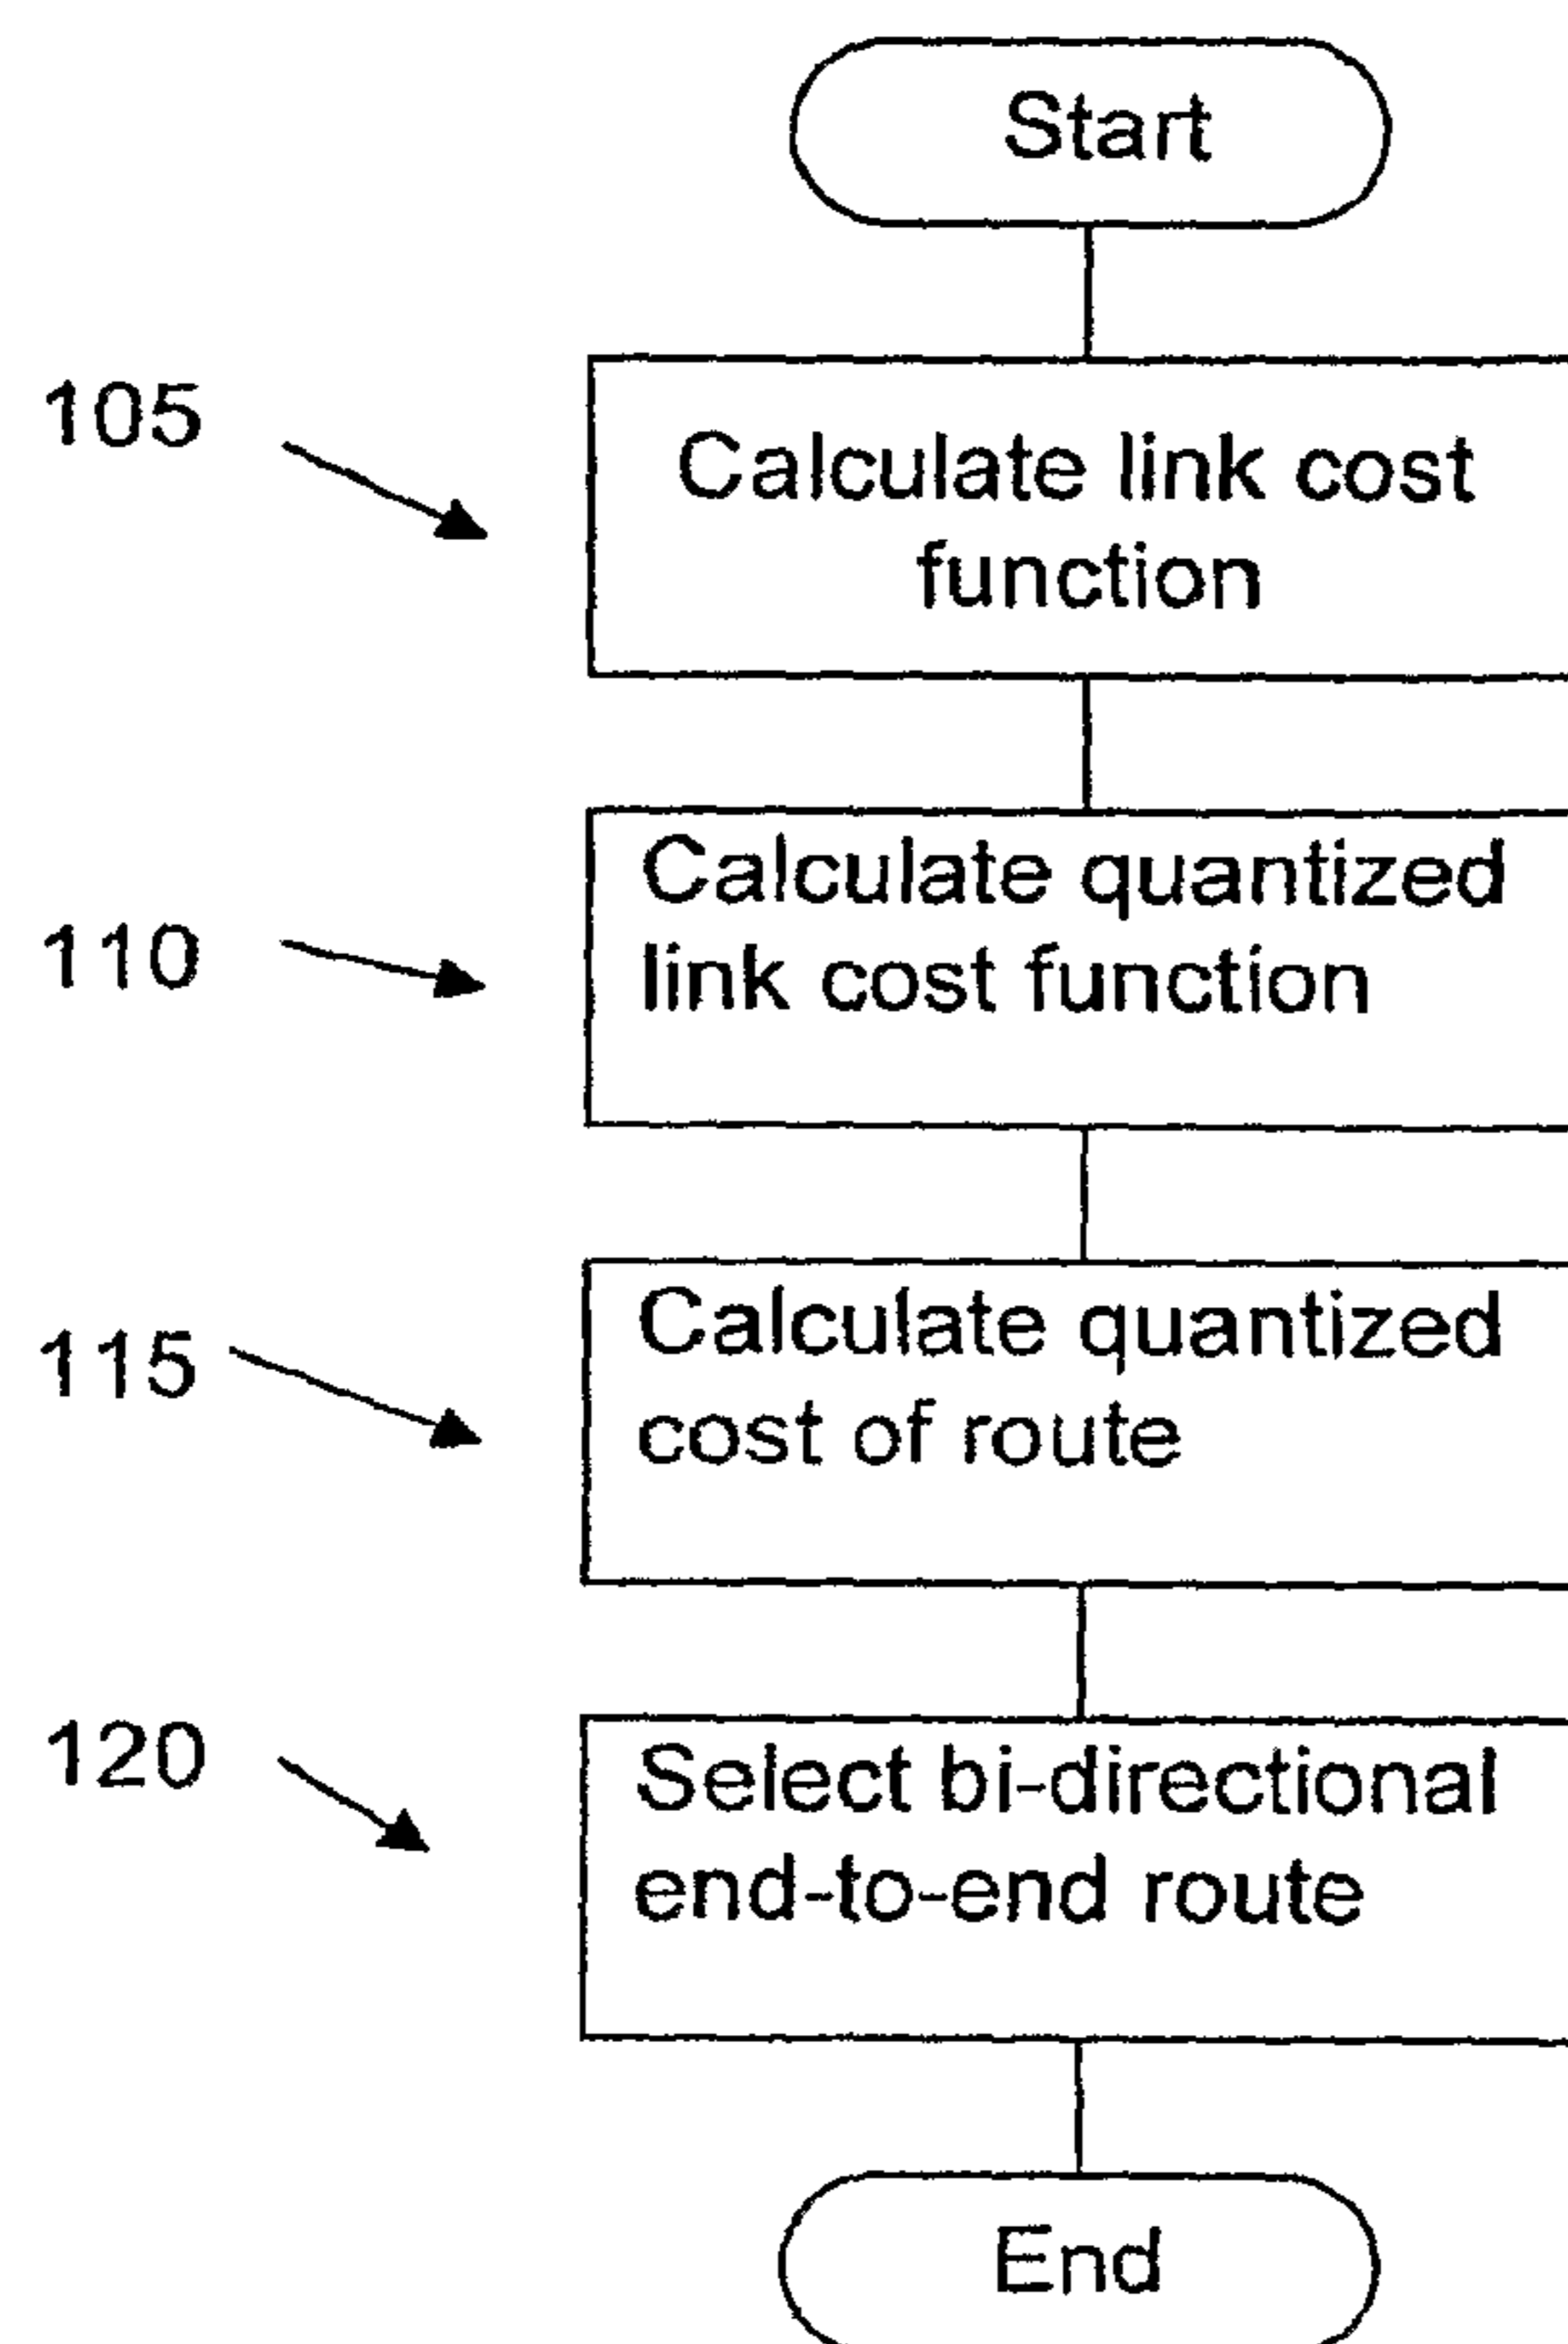 Start
105
Calculate link cost
function
110
Calculate quantized
link cost function
115
Calculate quantized
cost of route
120
Select bi-directional
end-to-end route
End